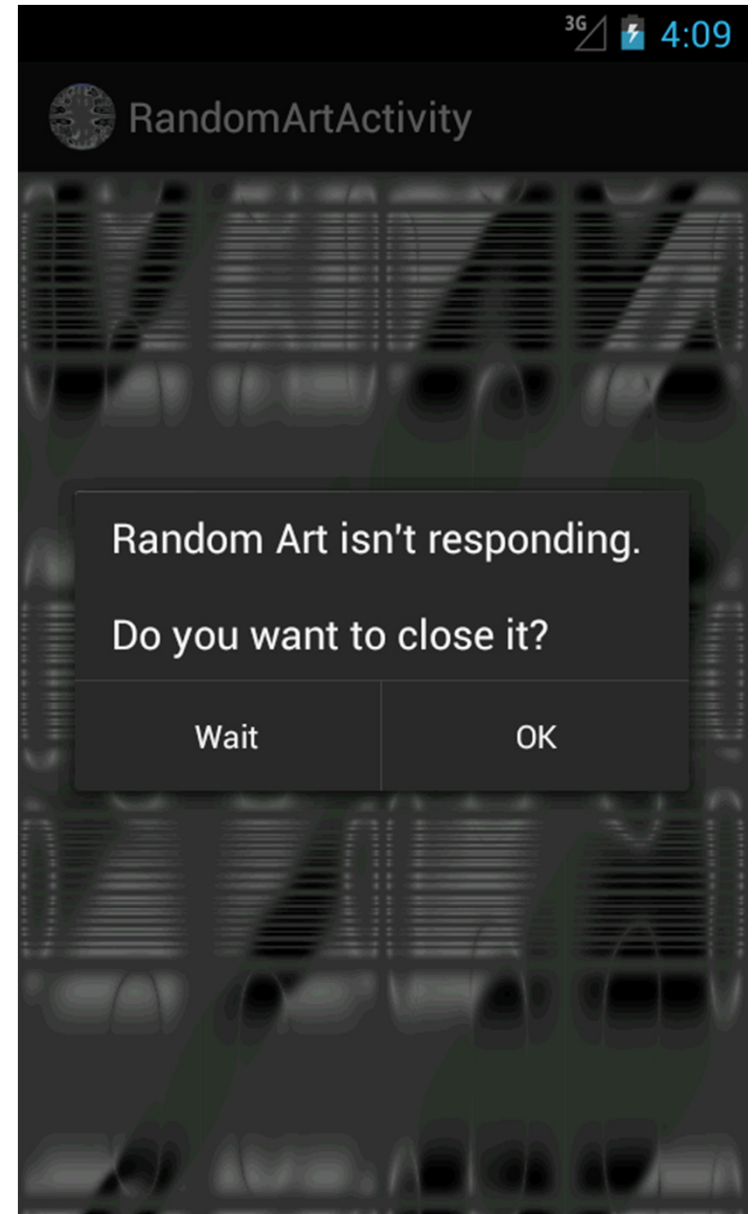 3G 4:09
RandomArtActivity
Random Art isn't responding.
Do you want to close it?
Wait OK